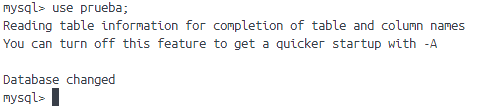 mysql> use prueba;
Reading table information for completion of table and column names
You can turn off this feature to get a quicker startup with -A
Database changed
mysql>